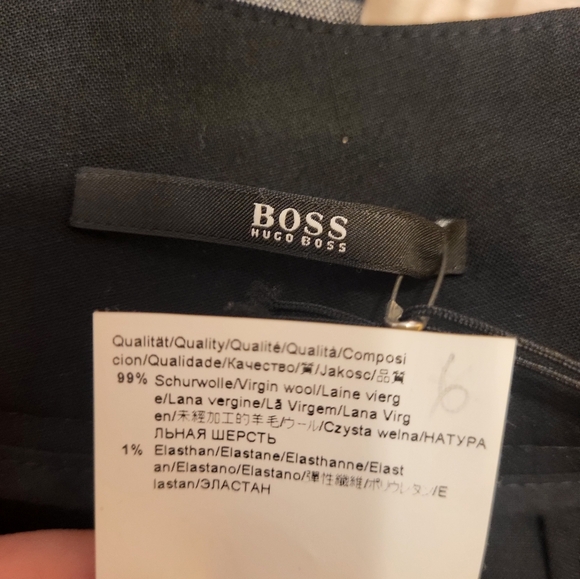 BOSS
HUGO BOSS
Qualität/Quality/Qualité/Qualità/Composi
cion/Qualidade/Качество/質/Jakosc/品質
6
99% Schurwolle/Virgin wool/Laine vierg
e/Lana vergine/Lã Virgem/Lana Virg
en/未經加工的羊毛/ウール/Czysta welna/НАТУРА
ЛЬНАЯ ШЕРСТЬ
1% Elasthan/Elastane/Elasthanne/Elast
an/Elastano/Elastano/彈性纖維/ポリウレタン/E
lastan/ЭЛАСТАН